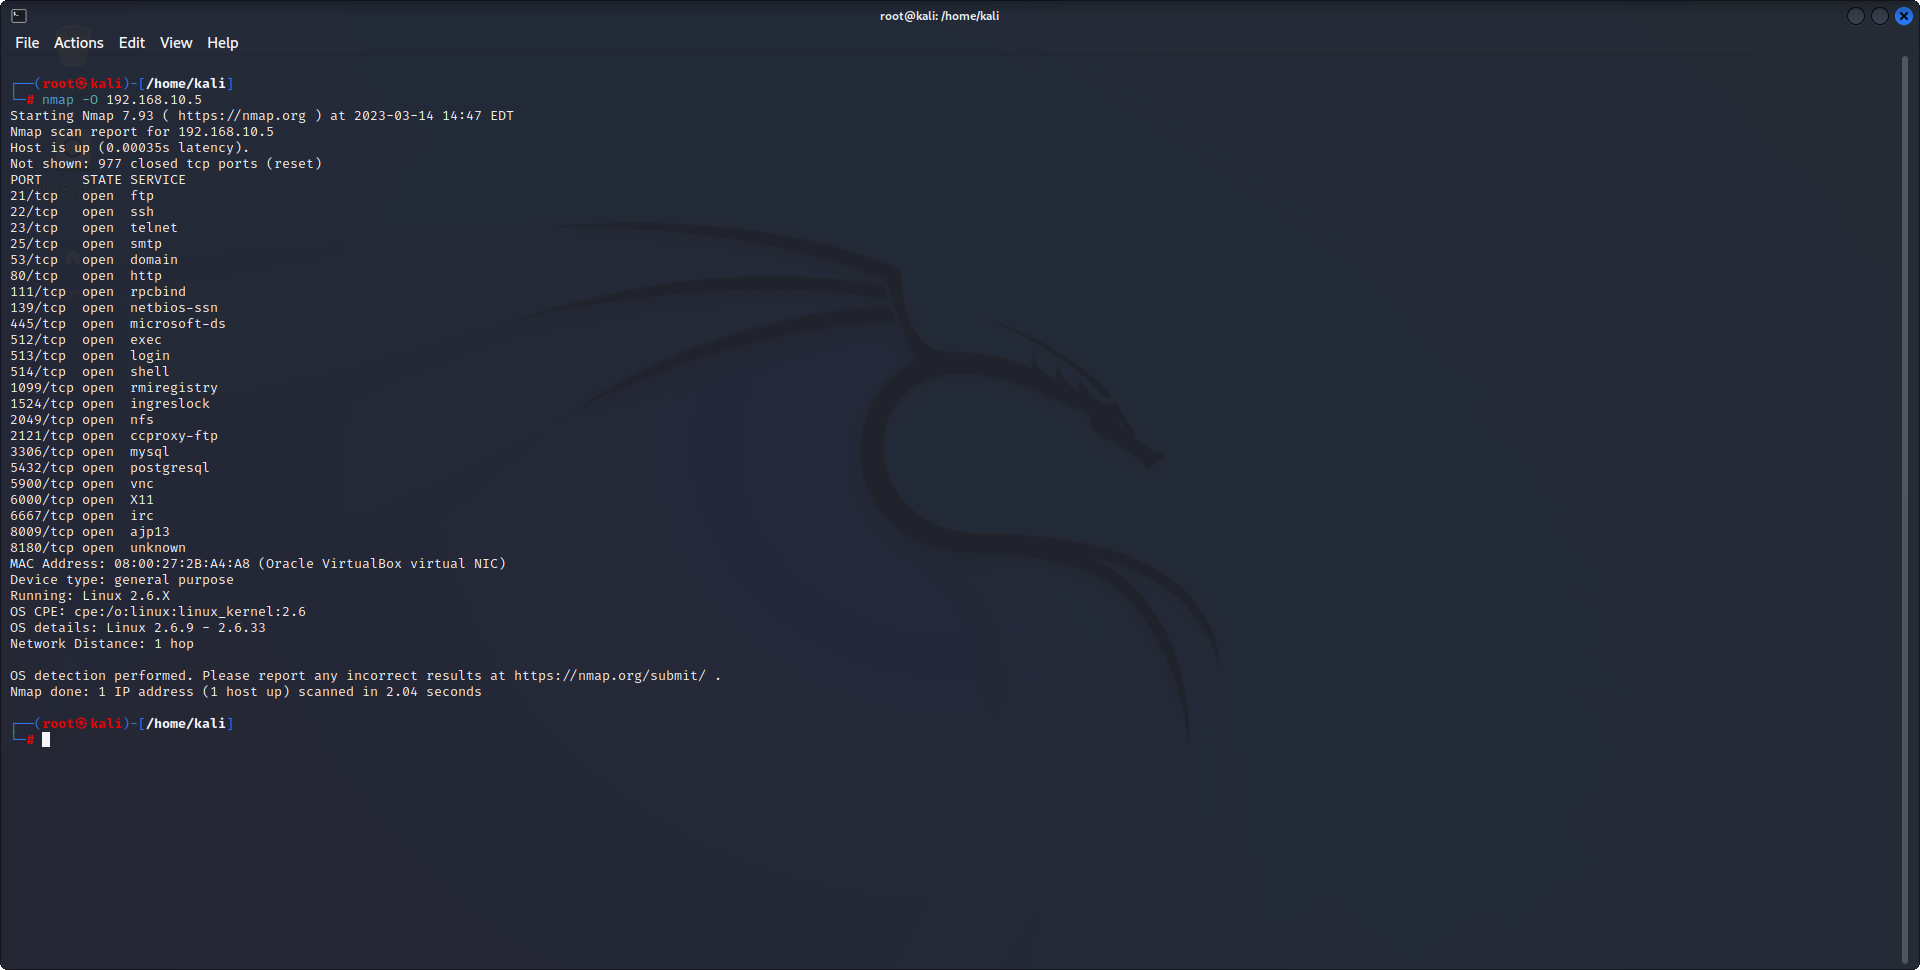 root@kali: /home/kali
File Actions Edit View Help
┌──(root㉿kali)-[/home/kali]
└─# nmap -O 192.168.10.5
Starting Nmap 7.93 ( https://nmap.org ) at 2023-03-14 14:47 EDT
Nmap scan report for 192.168.10.5
Host is up (0.00035s latency).
Not shown: 977 closed tcp ports (reset)
PORT     STATE SERVICE
21/tcp   open  ftp
22/tcp   open  ssh
23/tcp   open  telnet
25/tcp   open  smtp
53/tcp   open  domain
80/tcp   open  http
111/tcp  open  rpcbind
139/tcp  open  netbios-ssn
445/tcp  open  microsoft-ds
512/tcp  open  exec
513/tcp  open  login
514/tcp  open  shell
1099/tcp open  rmiregistry
1524/tcp open  ingreslock
2049/tcp open  nfs
2121/tcp open  ccproxy-ftp
3306/tcp open  mysql
5432/tcp open  postgresql
5900/tcp open  vnc
6000/tcp open  X11
6667/tcp open  irc
8009/tcp open  ajp13
8180/tcp open  unknown
MAC Address: 08:00:27:2B:A4:A8 (Oracle VirtualBox virtual NIC)
Device type: general purpose
Running: Linux 2.6.X
OS CPE: cpe:/o:linux:linux_kernel:2.6
OS details: Linux 2.6.9 - 2.6.33
Network Distance: 1 hop
OS detection performed. Please report any incorrect results at https://nmap.org/submit/ .
Nmap done: 1 IP address (1 host up) scanned in 2.04 seconds
┌──(root㉿kali)-[/home/kali]
└─#